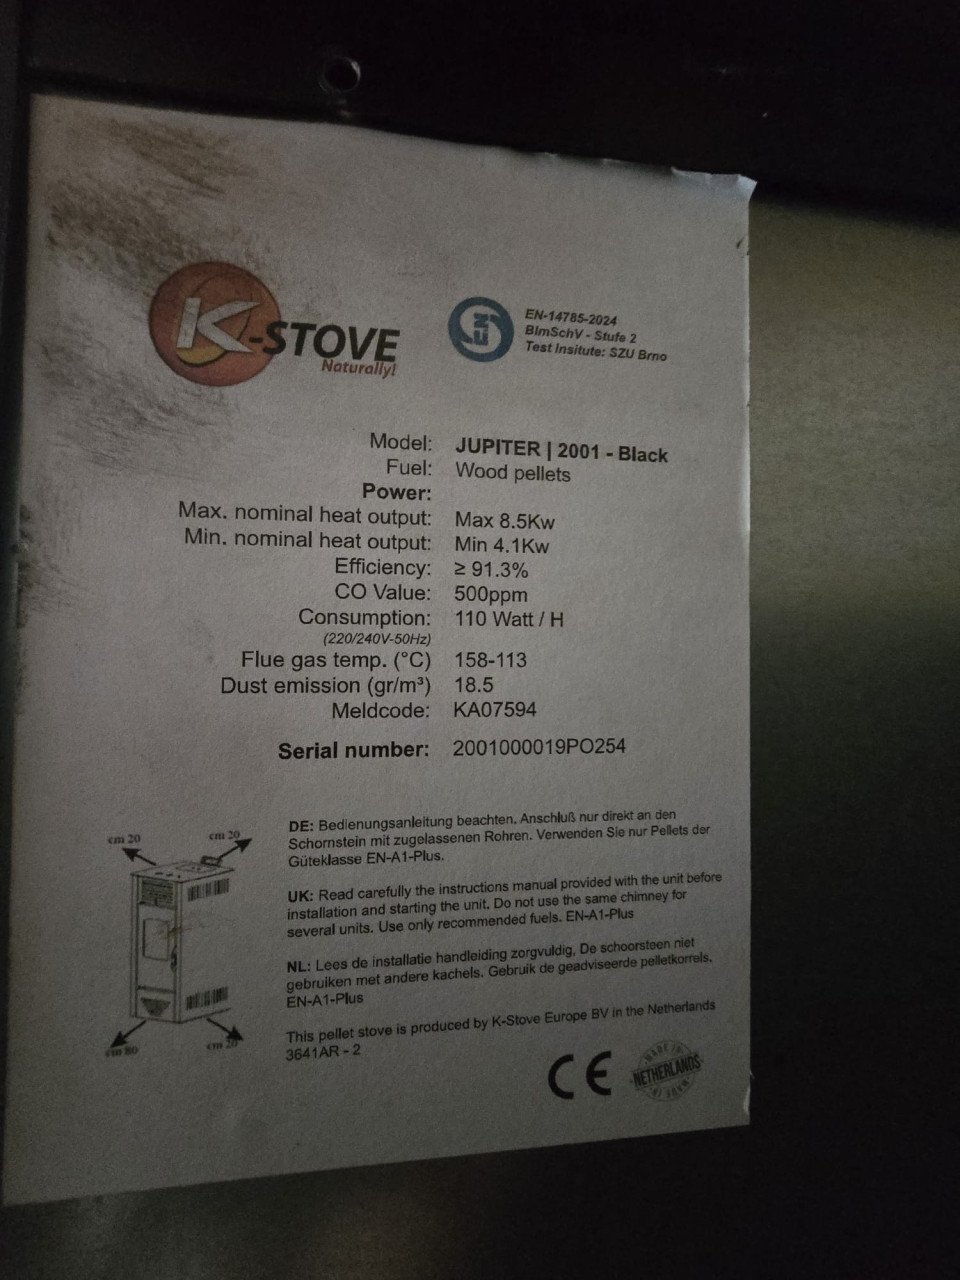 K-STOVE
Naturally!
EN-14785-2024
BImSchV - Stufe 2
Test Insitute: SZU Brno
Model: JUPITER | 2001 - Black
Fuel: Wood pellets
Power:
Max. nominal heat output: Max 8.5Kw
Min. nominal heat output: Min 4.1Kw
Efficiency: ≥ 91.3%
CO Value: 500ppm
Consumption: 110 Watt / H
(220/240V-50Hz)
Flue gas temp. (°C) 158-113
Dust emission (gr/m³) 18.5
Meldcode: KA07594
Serial number: 2001000019PO254
cm 20
cm 20
cm 80
cm 20
DE: Bedienungsanleitung beachten. Anschluß nur direkt an den
Schornstein mit zugelassenen Rohren. Verwenden Sie nur Pellets der
Güteklasse EN-A1-Plus.
UK: Read carefully the instructions manual provided with the unit before
installation and starting the unit. Do not use the same chimney for
several units. Use only recommended fuels. EN-A1-Plus
NL: Lees de installatie handleiding zorgvuldig, De schoorsteen niet
gebruiken met andere kachels. Gebruik de geadviseerde pelletkorrels.
EN-A1-Plus
This pellet stove is produced by K-Stove Europe BV in the Netherlands
3641AR - 2
CE
MADE IN
NETHERLANDS
MADE IN